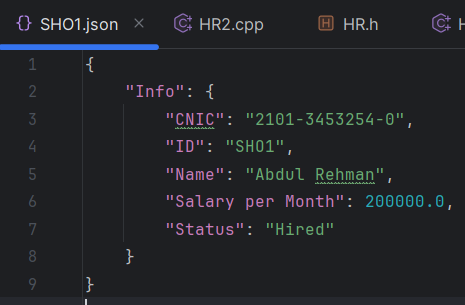 {} SHO1.json × C++ HR2.cpp H HR.h C++ H
1 {
2 "Info": {
3 "CNIC": "2101-3453254-0",
4 "ID": "SHO1",
5 "Name": "Abdul Rehman",
6 "Salary per Month": 200000.0,
7 "Status": "Hired"
8 }
9 }